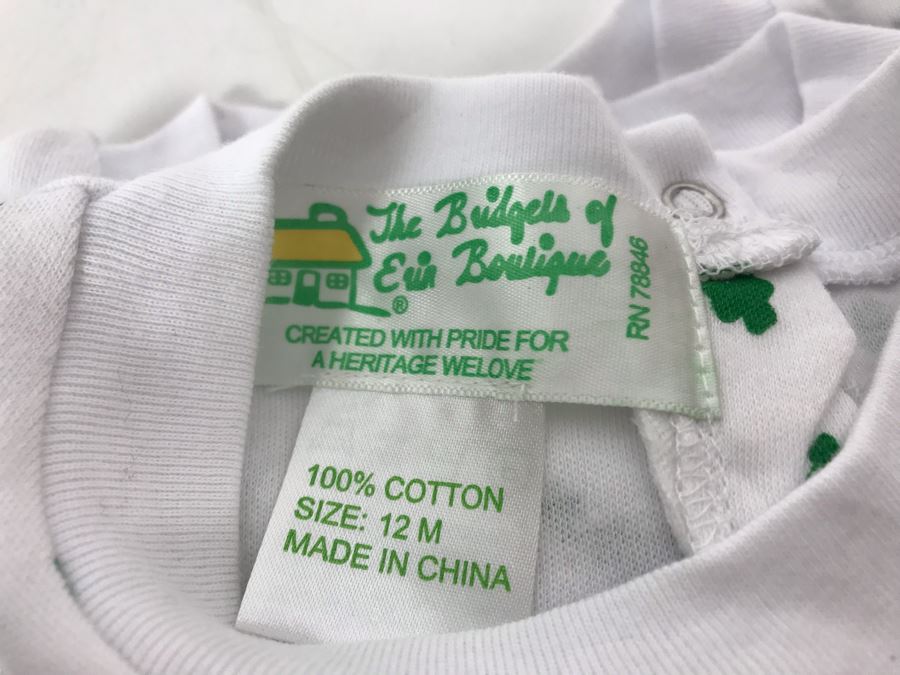 The Bridgets of
Erin Boutique
®
CREATED WITH PRIDE FOR
A HERITAGE WELOVE
RN 78846
100% COTTON
SIZE: 12 M
MADE IN CHINA